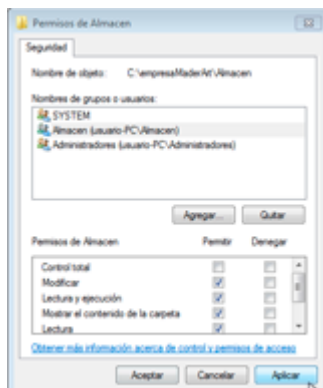 Permisos de Almacen
Seguridad
Nombre de objeto: C:\empresaMaderArt\Almacen
Nombres de grupos o usuarios:
SYSTEM
Almacen (usuario-PC\Almacen)
Administradores (usuario-PC\Administradores)
Agregar... Quitar
Permisos de Almacen Permitir Denegar
Control total
Modificar
Lectura y ejecución
Mostrar el contenido de la carpeta
Lectura
Obtener más información acerca de control y permisos de acceso
Aceptar Cancelar Aplicar